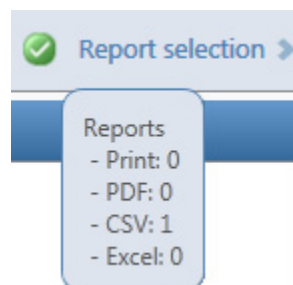 Report selection
Reports
- Print: 0
- PDF: 0
- CSV: 1
- Excel: 0